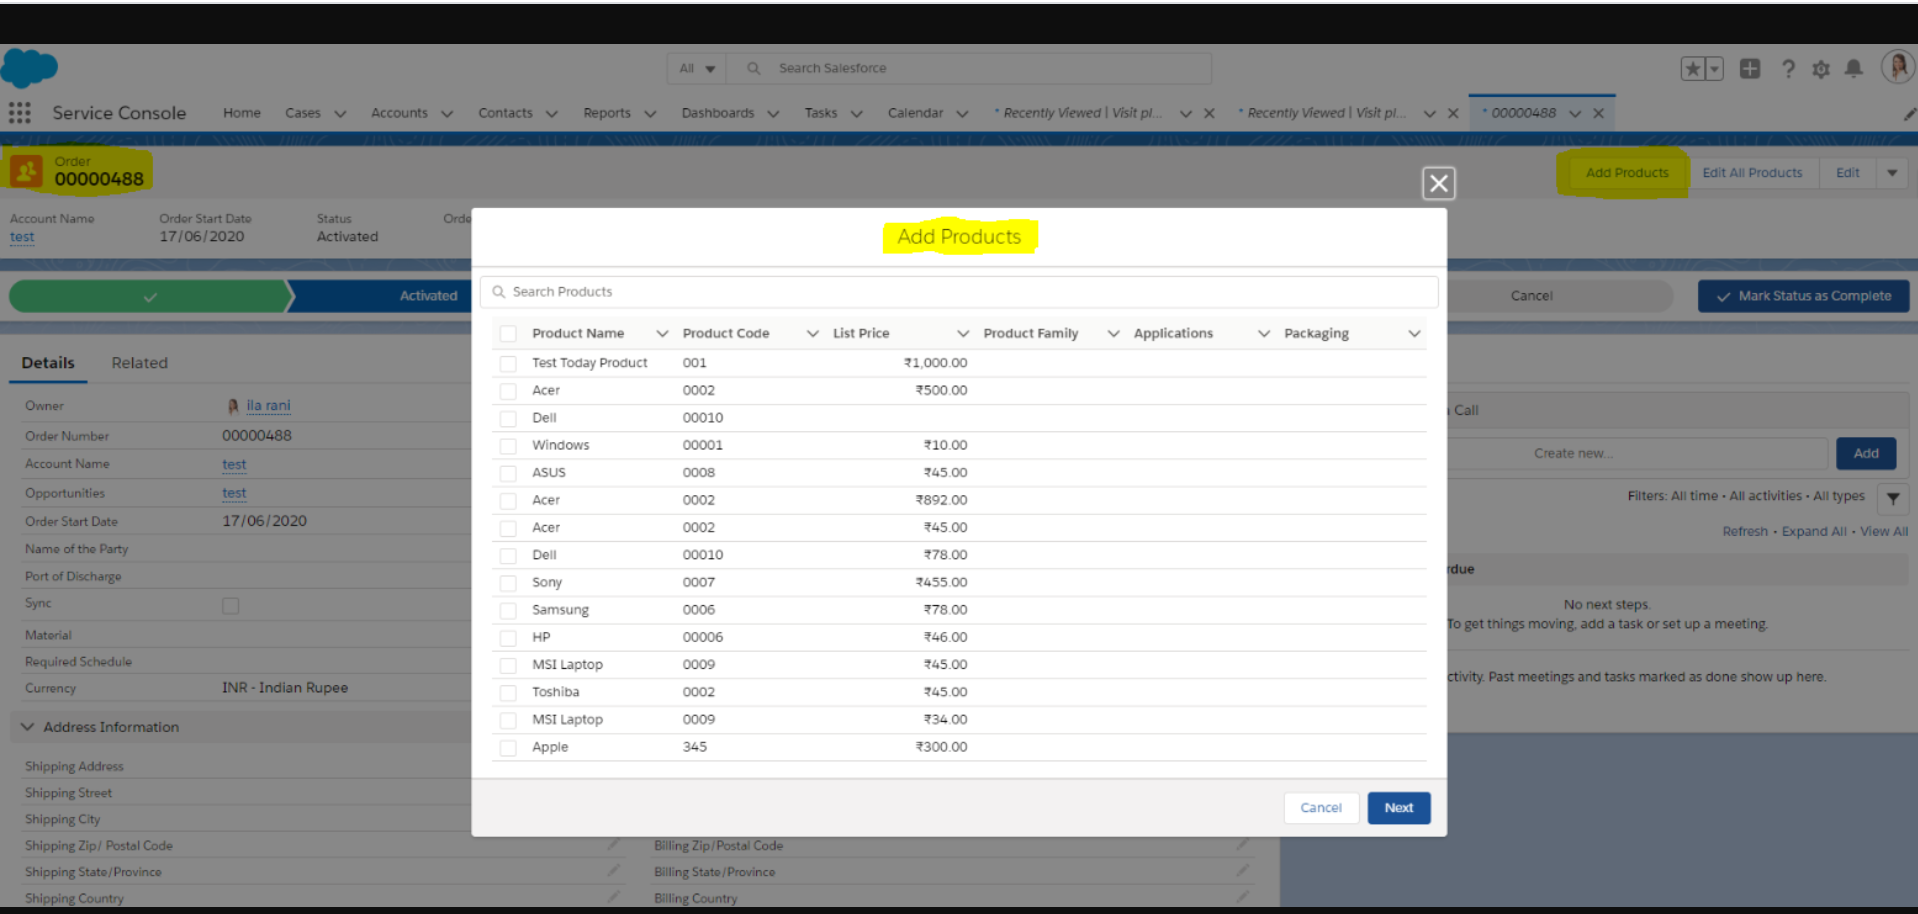 All Search Salesforce
Service Console Home Cases Accounts Contacts Reports Dashboards Tasks Calendar * Recently Viewed | Visit pl... * Recently Viewed | Visit pl... * 00000488
Order
00000488
Add Products Edit All Products Edit
Account Name Order Start Date Status Orde
test 17/06/2020 Activated
Add Products
Activated Cancel Mark Status as Complete
Search Products
Product Name Product Code List Price Product Family Applications Packaging
Test Today Product 001 ₹1,000.00
Acer 0002 ₹500.00
Dell 00010
Windows 00001 ₹10.00
ASUS 0008 ₹45.00
Acer 0002 ₹892.00
Acer 0002 ₹45.00
Dell 00010 ₹78.00
Sony 0007 ₹455.00
Samsung 0006 ₹78.00
HP 00006 ₹46.00
MSI Laptop 0009 ₹45.00
Toshiba 0002 ₹45.00
MSI Laptop 0009 ₹34.00
Apple 345 ₹300.00
Cancel Next
Details Related
Owner ila rani
Order Number 00000488
Account Name test
Opportunities test
Order Start Date 17/06/2020
Name of the Party
Port of Discharge
Sync
Material
Required Schedule
Currency INR - Indian Rupee
Address Information
Shipping Address
Shipping Street
Shipping City
Shipping Zip/ Postal Code Billing Zip/Postal Code
Shipping State/Province Billing State/Province
Shipping Country Billing Country
Call
Create new... Add
Filters: All time • All activities • All types
Refresh • Expand All • View All
rdue
No next steps.
To get things moving, add a task or set up a meeting.
ctivity. Past meetings and tasks marked as done show up here.